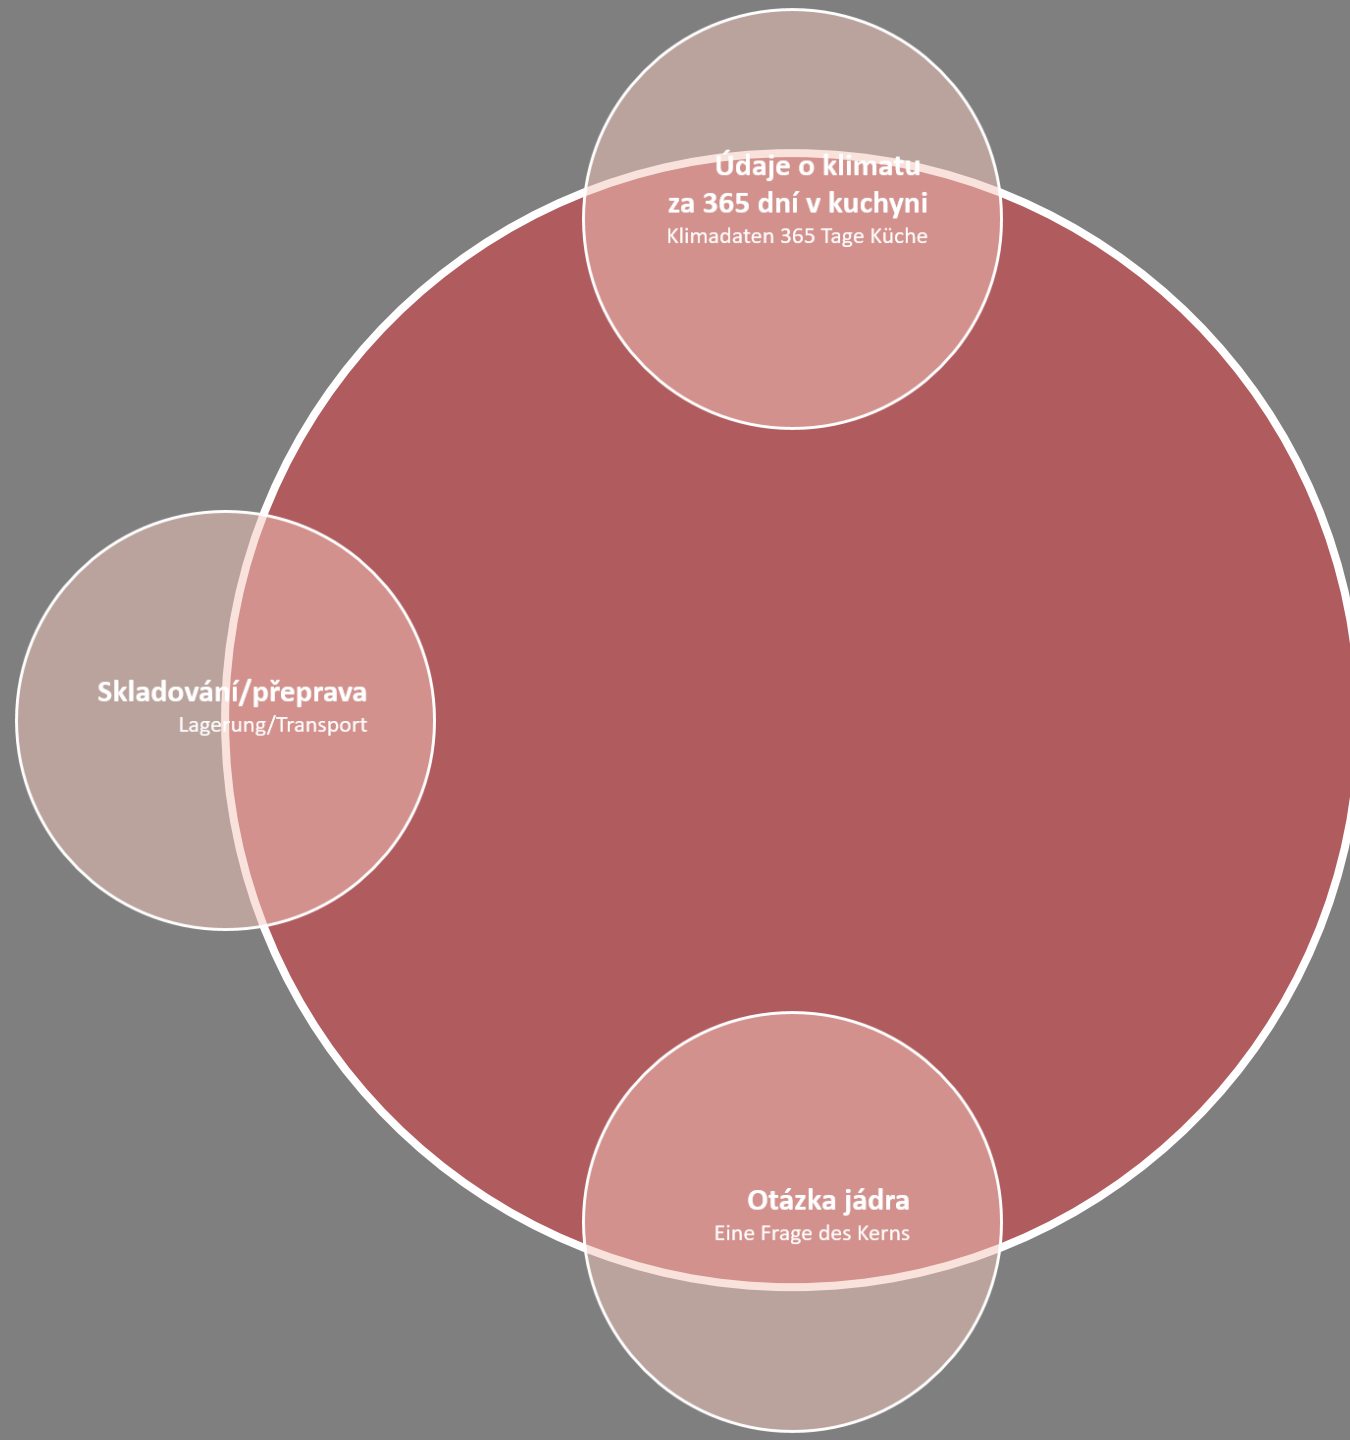 Údaje o klimatu
za 365 dní v kuchyni
Klimadaten 365 Tage Küche
Skladování/přeprava
Lagerung/Transport
Otázka jádra
Eine Frage des Kerns